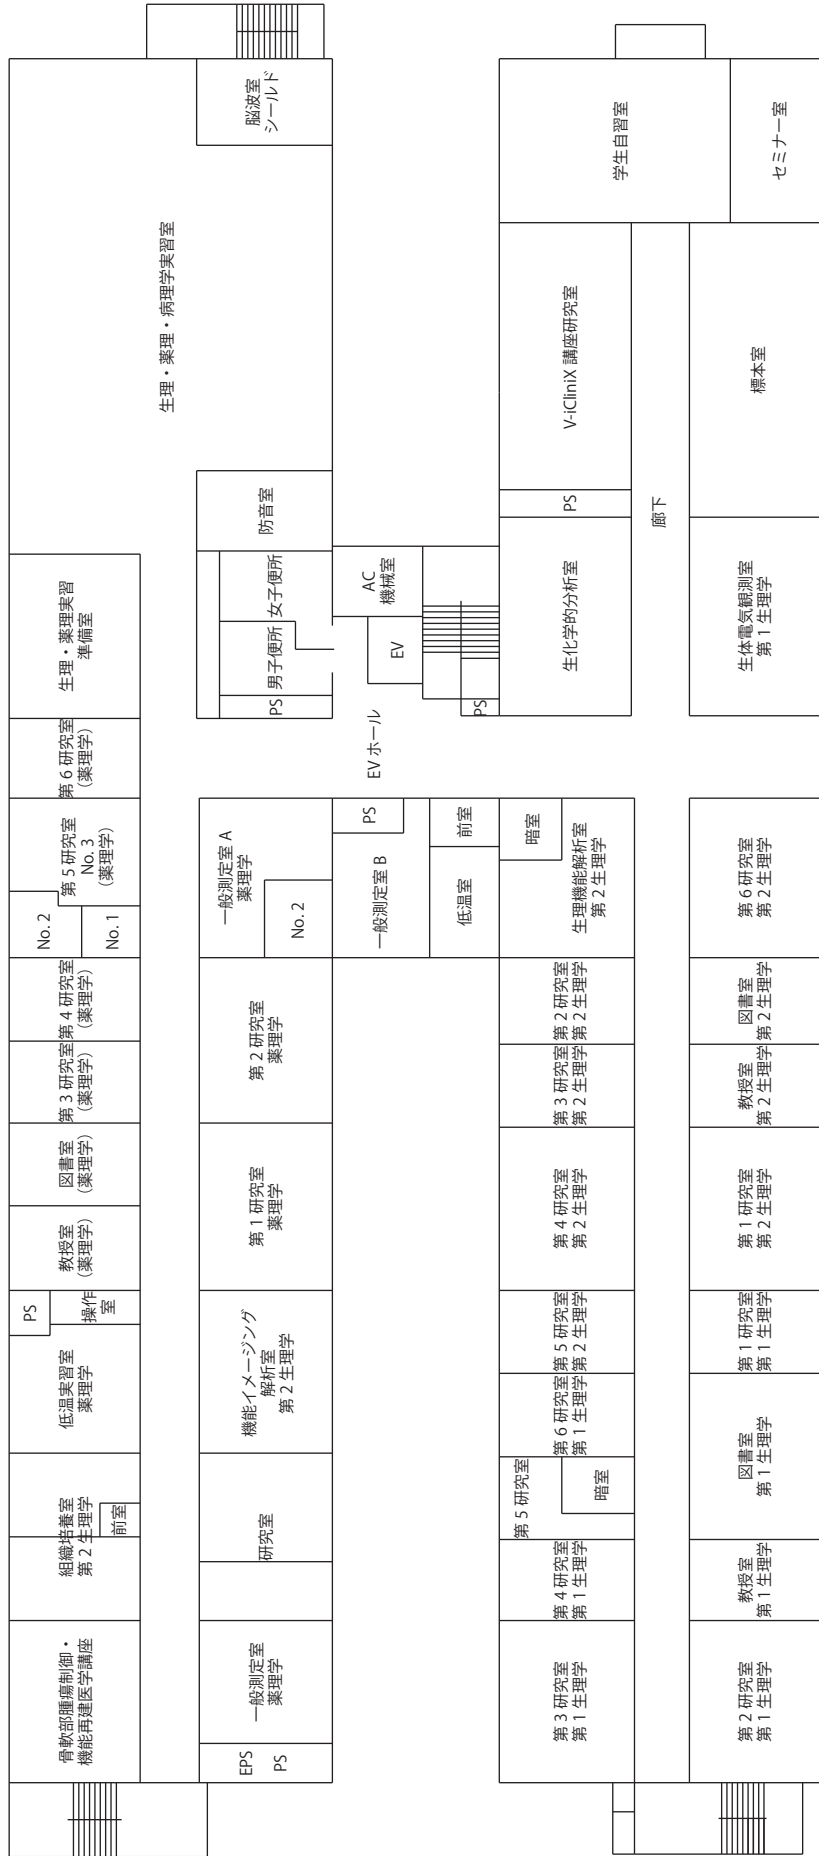 脳波室
シールド
生理・薬理・病理学実習室
防音室
女子便所
男子便所
PS
生理・薬理実習
準備室
第6研究室
(薬理学)
第5研究室
No. 3
(薬理学)
No. 2
No. 1
第4研究室
(薬理学)
第3研究室
(薬理学)
図書室
(薬理学)
教授室
(薬理学)
PS
操作
室
低温実習室
薬理学
組織培養室
第2生理学
前室
骨軟部腫瘍制御・
機能再建医学講座
一般測定室 A
薬理学
No. 2
第2研究室
薬理学
第1研究室
薬理学
機能イメージング
解析室
第2生理学
研究室
一般測定室
薬理学
EPS
PS
AC
機械室
EV
PS
EV ホール
PS
一般測定室 B
前室
低温室
学生自習室
セミナー室
V-iCliniX 講座研究室
標本室
PS
廊下
生化学的分析室
生体電気観測室
第1生理学
暗室
生理機能解析室
第2生理学
第6研究室
第2生理学
第2研究室
第2生理学
図書室
第2生理学
第3研究室
第2生理学
教授室
第2生理学
第4研究室
第2生理学
第1研究室
第2生理学
第5研究室
第2生理学
第1研究室
第1生理学
第6研究室
第1生理学
図書室
第1生理学
第5研究室
暗室
第4研究室
第1生理学
教授室
第1生理学
第3研究室
第1生理学
第2研究室
第1生理学